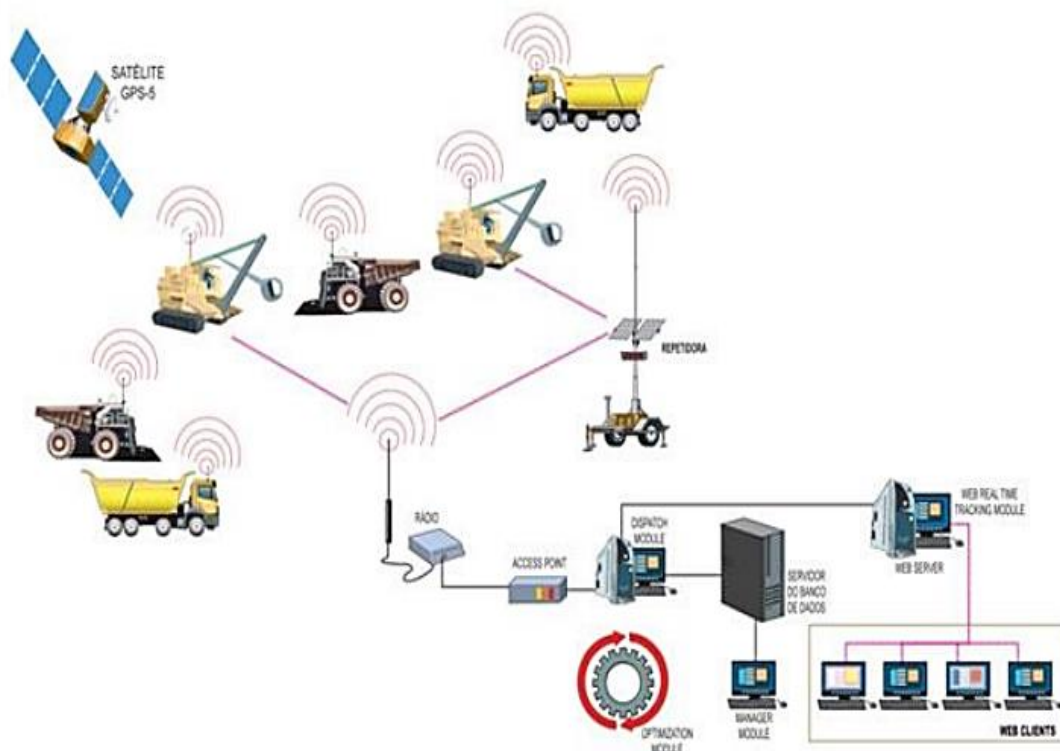 SATÉLITE
GPS-5
REPETIDORA
RÁDIO
ACCESS POINT
DISPATCH
MODULE
WEB REAL TIME
TRACKING MODULE
WEB SERVER
SERVIDOR
DO BANCO
DE DADOS
OPTIMIZATION
MODULE
MANAGER
MODULE
WEB CLIENTS